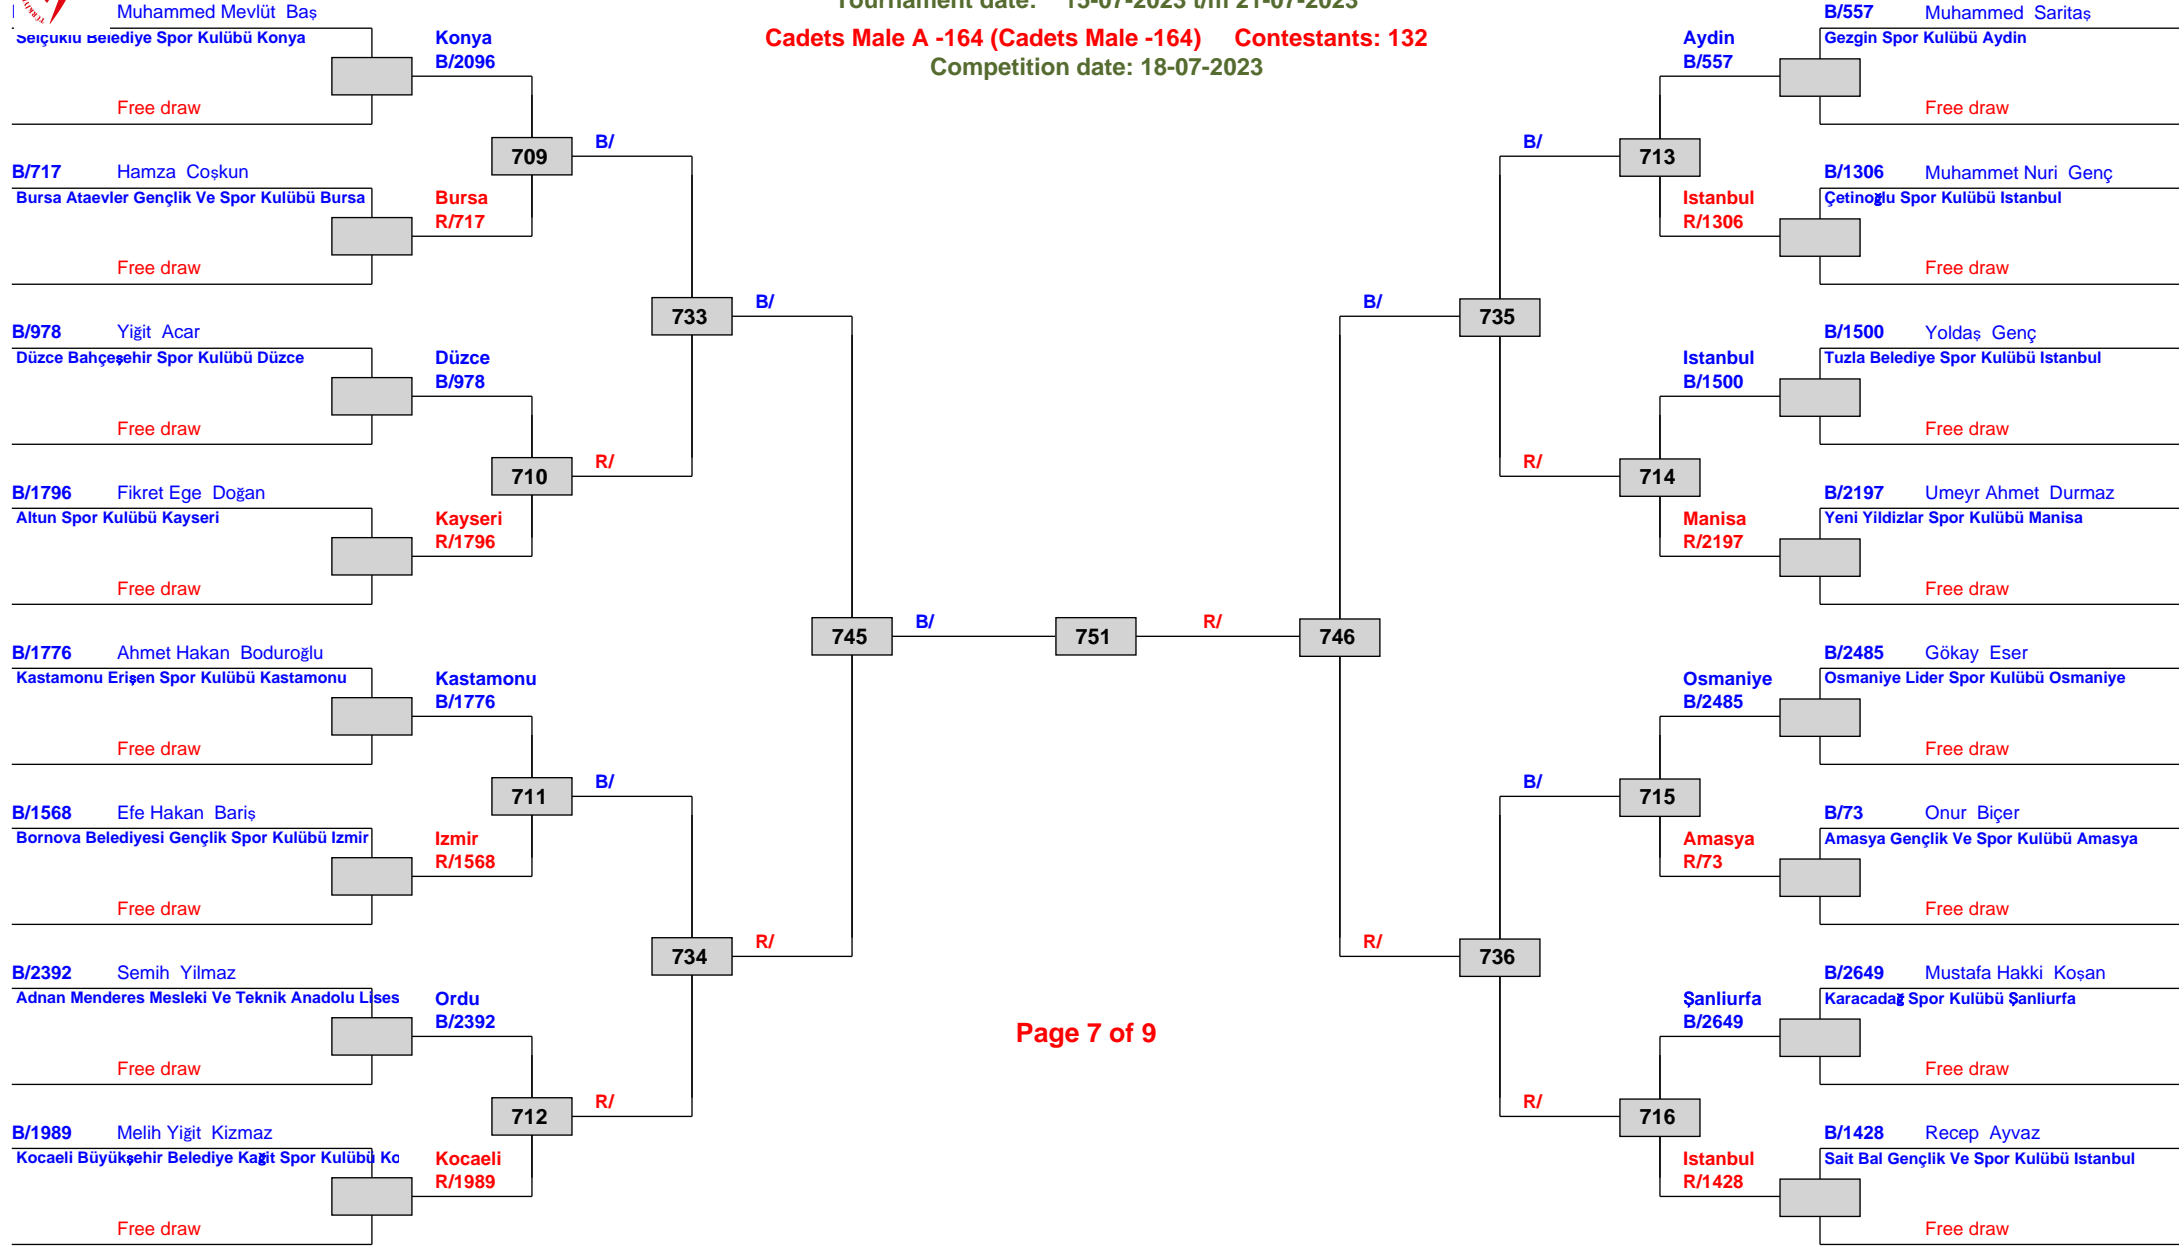 Tournament date: 15-07-2023 t/m 21-07-2023
Cadets Male A -164 (Cadets Male -164) Contestants: 132
Competition date: 18-07-2023
Muhammed Mevlüt Baş
Selçuklu Belediye Spor Kulübü Konya
Free draw
B/717 Hamza Coşkun
Bursa Ataevler Gençlik Ve Spor Kulübü Bursa
Free draw
B/978 Yiğit Acar
Düzce Bahçeşehir Spor Kulübü Düzce
Free draw
B/1796 Fikret Ege Doğan
Altun Spor Kulübü Kayseri
Free draw
B/1776 Ahmet Hakan Boduroğlu
Kastamonu Erişen Spor Kulübü Kastamonu
Free draw
B/1568 Efe Hakan Bariş
Bornova Belediyesi Gençlik Spor Kulübü Izmir
Free draw
B/2392 Semih Yilmaz
Adnan Menderes Mesleki Ve Teknik Anadolu Lises
Free draw
B/1989 Melih Yiğit Kizmaz
Kocaeli Büyükşehir Belediye Kağit Spor Kulübü Ko
Free draw
Konya
B/2096
709
Bursa
R/717
Düzce
B/978
710
Kayseri
R/1796
Kastamonu
B/1776
711
Izmir
R/1568
Ordu
B/2392
712
Kocaeli
R/1989
B/
733
R/
B/
734
R/
B/
745
R/
B/
751
R/
746
B/
R/
735
B/
R/
736
B/
R/
Page 7 of 9
Aydin
B/557
713
Istanbul
R/1306
Istanbul
B/1500
714
Manisa
R/2197
Osmaniye
B/2485
715
Amasya
R/73
Şanliurfa
B/2649
716
Istanbul
R/1428
B/557 Muhammed Saritaş
Gezgin Spor Kulübü Aydin
Free draw
B/1306 Muhammet Nuri Genç
Çetinoğlu Spor Kulübü Istanbul
Free draw
B/1500 Yoldaş Genç
Tuzla Belediye Spor Kulübü Istanbul
Free draw
B/2197 Umeyr Ahmet Durmaz
Yeni Yildizlar Spor Kulübü Manisa
Free draw
B/2485 Gökay Eser
Osmaniye Lider Spor Kulübü Osmaniye
Free draw
B/73 Onur Biçer
Amasya Gençlik Ve Spor Kulübü Amasya
Free draw
B/2649 Mustafa Hakki Koşan
Karacadağ Spor Kulübü Şanliurfa
Free draw
B/1428 Recep Ayvaz
Sait Bal Gençlik Ve Spor Kulübü Istanbul
Free draw